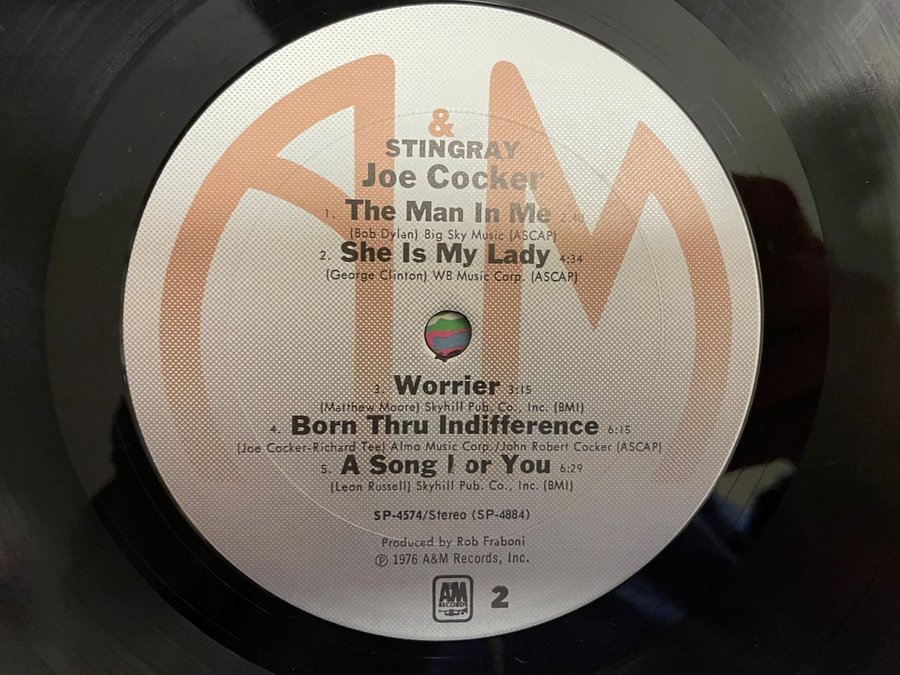 A&M
STINGRAY
Joe Cocker
1. The Man In Me 2:40
(Bob Dylan) Big Sky Music (ASCAP)
2. She Is My Lady 4:34
(George Clinton) WB Music Corp. (ASCAP)
3. Worrier 3:15
(Matthew Moore) Skyhill Pub. Co., Inc. (BMI)
4. Born Thru Indifference 6:15
(Joe Cocker-Richard Tee) Almo Music Corp./John Robert Cocker (ASCAP)
5. A Song For You 6:29
(Leon Russell) Skyhill Pub. Co., Inc. (BMI)
SP-4574/Stereo (SP-4884)
Produced by Rob Fraboni
℗ 1976 A&M Records, Inc.
A&M RECORDS 2